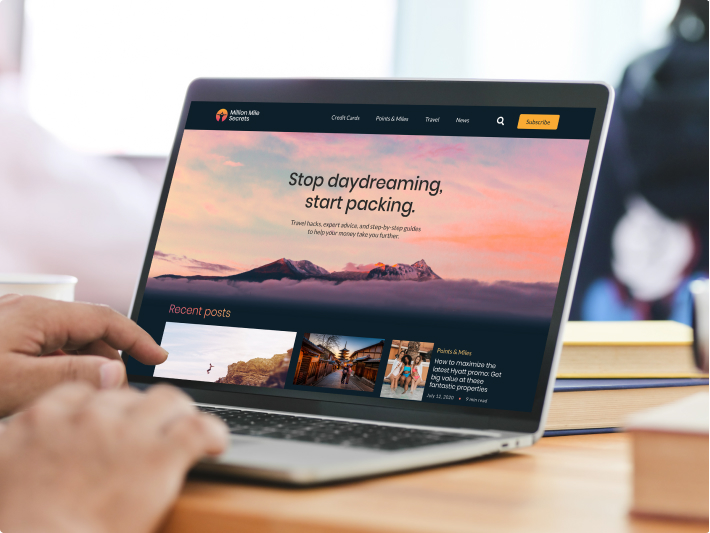 Million Mile
Secrets
Credit Cards
Points & Miles
Travel
News
Subscribe
Stop daydreaming,
start packing.
Travel hacks, expert advice, and step-by-step guides
to help your money take you further.
Recent posts
Points & Miles
How to maximize the
latest Hyatt promo: Get
big value at these
fantastic properties
July 12, 2020 • 9 min read